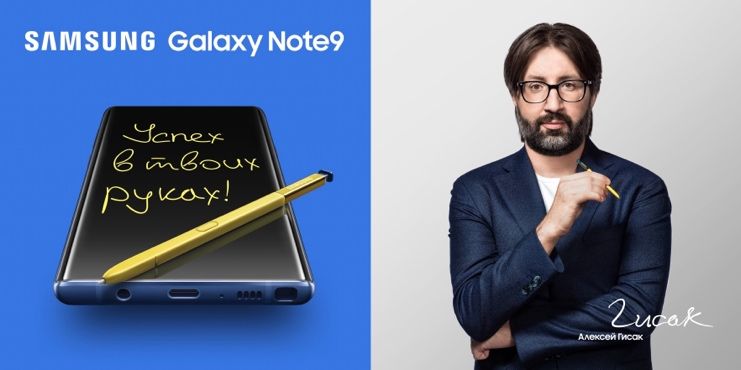 SAMSUNG Galaxy Note9
Успех
в твоих
руках!
Гисак
Алексей Гисак